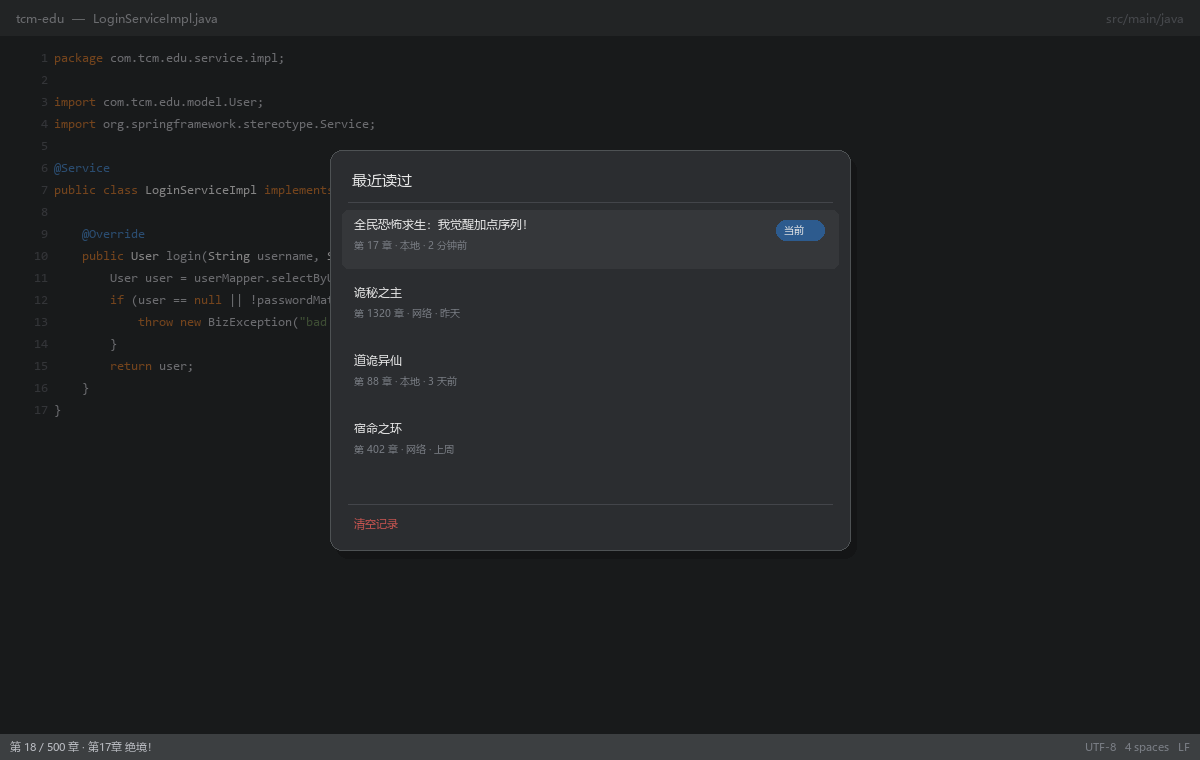 tcm-edu — LoginServiceImpl.java
src/main/java
1 package com.tcm.edu.service.impl;
2
3 import com.tcm.edu.model.User;
4 import org.springframework.stereotype.Service;
5
6 @Service
7 public class LoginServiceImpl implements
8
9 @Override
10 public User login(String username, S
11 User user = userMapper.selectByU
12 if (user == null || !passwordMat
13 throw new BizException("bad
14 }
15 return user;
16 }
17 }
最近读过
全民恐怖求生：我觉醒加点序列！
当前
第 17 章 · 本地 · 2 分钟前
诡秘之主
第 1320 章 · 网络 · 昨天
道诡异仙
第 88 章 · 本地 · 3 天前
宿命之环
第 402 章 · 网络 · 上周
清空记录
第 18 / 500 章 · 第17章 绝境！
UTF-8 4 spaces LF